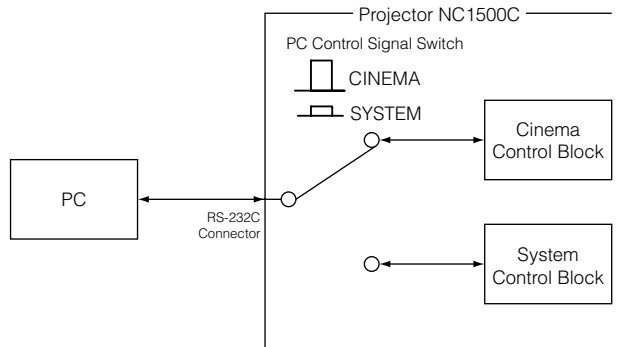 Projector NC1500C
PC Control Signal Switch
CINEMA
SYSTEM
Cinema
Control Block
PC
RS-232C
Connector
System
Control Block